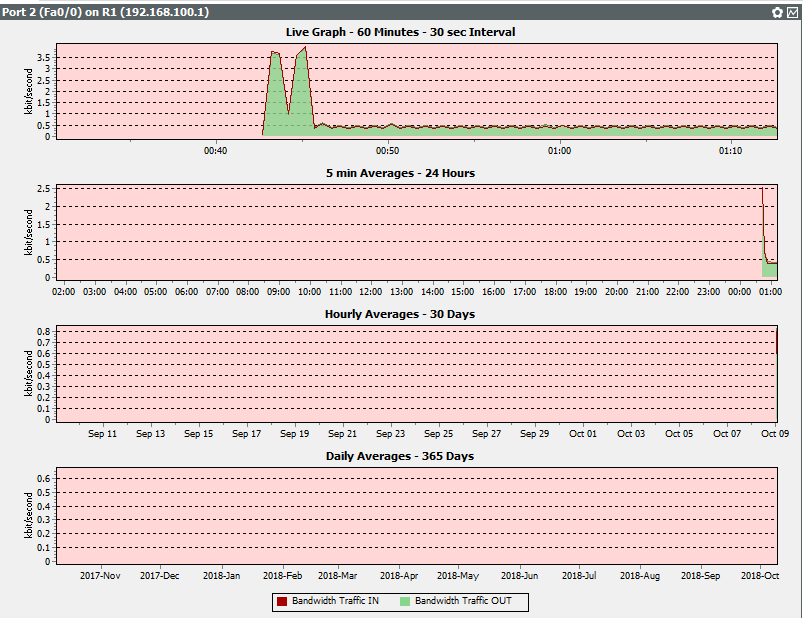 Port 2 (Fa0/0) on R1 (192.168.100.1)
Live Graph - 60 Minutes - 30 sec Interval
kbit/second
3.5
3
2.5
2
1.5
1
0.5
0
00:40 00:50 01:00 01:10
5 min Averages - 24 Hours
kbit/second
2.5
2
1.5
1
0.5
0
02:00 03:00 04:00 05:00 06:00 07:00 08:00 09:00 10:00 11:00 12:00 13:00 14:00 15:00 16:00 17:00 18:00 19:00 20:00 21:00 22:00 23:00 00:00 01:00
Hourly Averages - 30 Days
kbit/second
0.8
0.7
0.6
0.5
0.4
0.3
0.2
0.1
0
Sep 11 Sep 13 Sep 15 Sep 17 Sep 19 Sep 21 Sep 23 Sep 25 Sep 27 Sep 29 Oct 01 Oct 03 Oct 05 Oct 07 Oct 09
Daily Averages - 365 Days
kbit/second
0.6
0.5
0.4
0.3
0.2
0.1
0
2017-Nov 2017-Dec 2018-Jan 2018-Feb 2018-Mar 2018-Apr 2018-May 2018-Jun 2018-Jul 2018-Aug 2018-Sep 2018-Oct
Bandwidth Traffic IN Bandwidth Traffic OUT